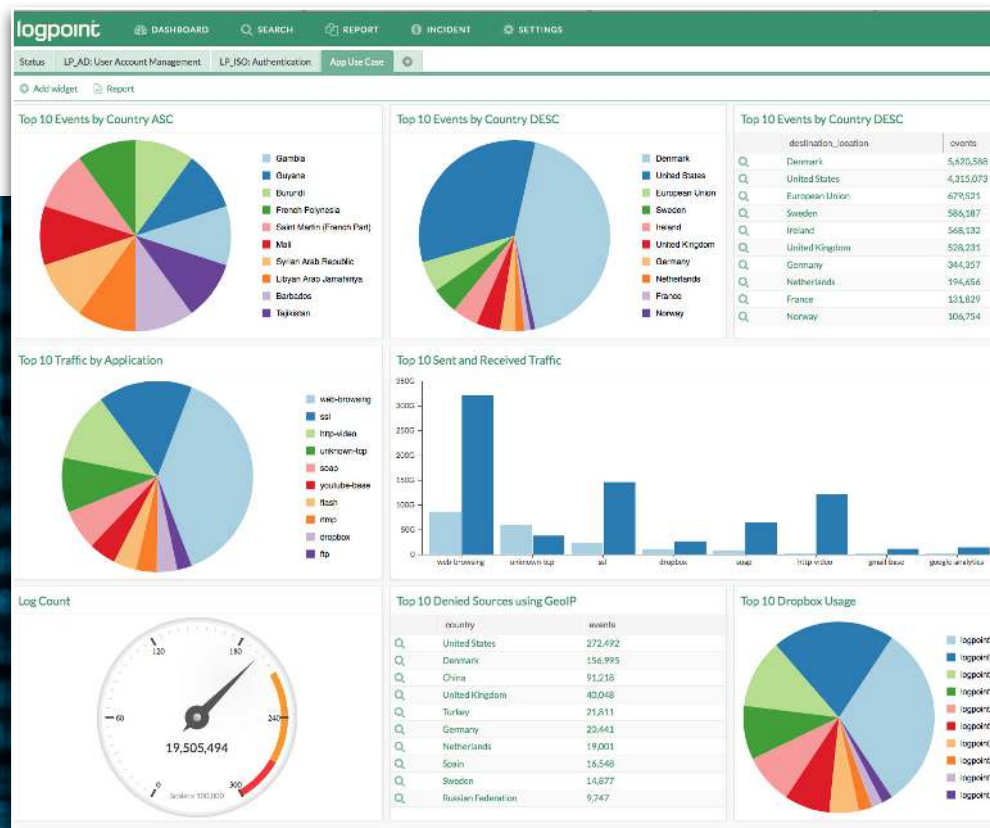 logpoint DASHBOARD SEARCH REPORT INCIDENT SETTINGS
Status LP_AD: User Account Management LP_ISO: Authentication App Use Case
Add widget Report
Top 10 Events by Country ASC
Gambia
Guyana
Burundi
French Polynesia
Saint Martin (French Part)
Mali
Syrian Arab Republic
Libyan Arab Jamahiriya
Barbados
Tajikistan
Top 10 Events by Country DESC
Denmark
United States
European Union
Sweden
Ireland
United Kingdom
Germany
Netherlands
France
Norway
Top 10 Events by Country DESC
destination_location events
Denmark 5,620,588
United States 4,315,073
European Union 679,521
Sweden 586,187
Ireland 568,132
United Kingdom 528,231
Germany 344,357
Netherlands 194,656
France 131,829
Norway 106,754
Top 10 Traffic by Application
web-browsing
ssl
http-video
unknown-tcp
soap
youtube-base
flash
rtmp
dropbox
ftp
Top 10 Sent and Received Traffic
350G
300G
250G
200G
150G
100G
50G
0
web-browsing unknown-tcp ssl dropbox soap http-video gmail-base google-analytics
Log Count
120 180
60 240
19,505,494
0 300
Scale: x 100,000
Top 10 Denied Sources using GeoIP
country events
United States 272,492
Denmark 156,995
China 91,218
United Kingdom 40,048
Turkey 21,811
Germany 20,441
Netherlands 19,001
Spain 16,548
Sweden 14,877
Russian Federation 9,747
Top 10 Dropbox Usage
logpoint
logpoint
logpoint
logpoint
logpoint
logpoint
logpoint
logpoint
logpoint
logpoint